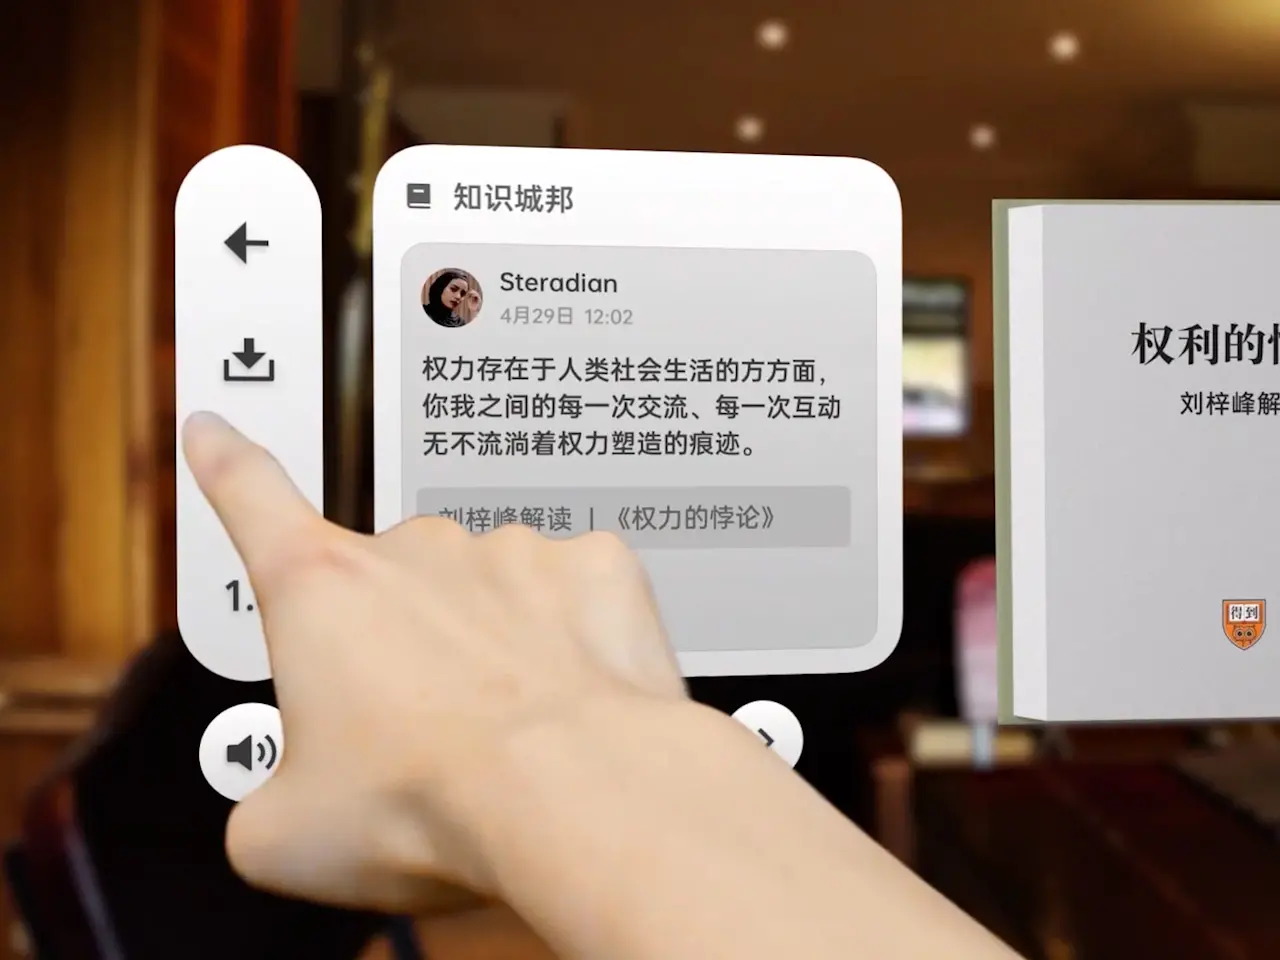 知识城邦
Steradian
4月29日 12:02
权力存在于人类社会生活的方方面，
你我之间的每一次交流、每一次互动
无不流淌着权力塑造的痕迹。
刘梓峰解读 | 《权力的悖论》
1.
权利的
刘梓峰解
得到